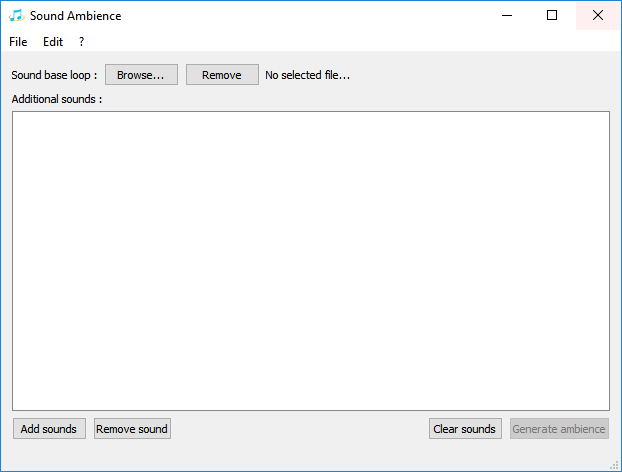 Sound Ambience
File Edit ?
Sound base loop : Browse... Remove No selected file...
Additional sounds :
Add sounds Remove sound Clear sounds Generate ambience